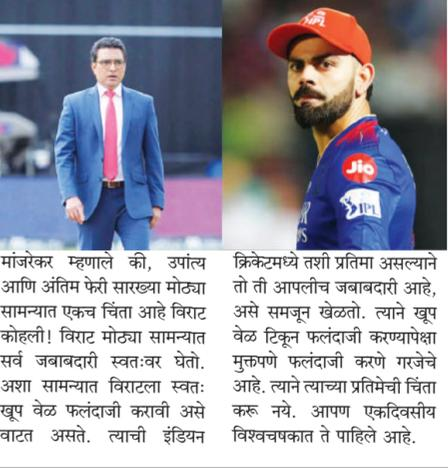 IPL
Jio
IPL
मांजरेकर म्हणाले की, उपांत्य
आणि अंतिम फेरी सारख्या मोठ्या
सामन्यात एकच चिंता आहे विराट
कोहली! विराट मोठ्या सामन्यात
सर्व जबाबदारी स्वतःवर घेतो.
अशा सामन्यात विराटला स्वतः
खूप वेळ फलंदाजी करावी असे
वाटत असते. त्याची इंडियन
क्रिकेटमध्ये तशी प्रतिमा असल्याने
तो ती आपलीच जबाबदारी आहे,
असे समजून खेळतो. त्याने खूप
वेळ टिकून फलंदाजी करण्यापेक्षा
मुक्तपणे फलंदाजी करणे गरजेचे
आहे. त्याने त्याच्या प्रतिमेची चिंता
करू नये. आपण एकदिवसीय
विश्वचषकात ते पाहिले आहे.